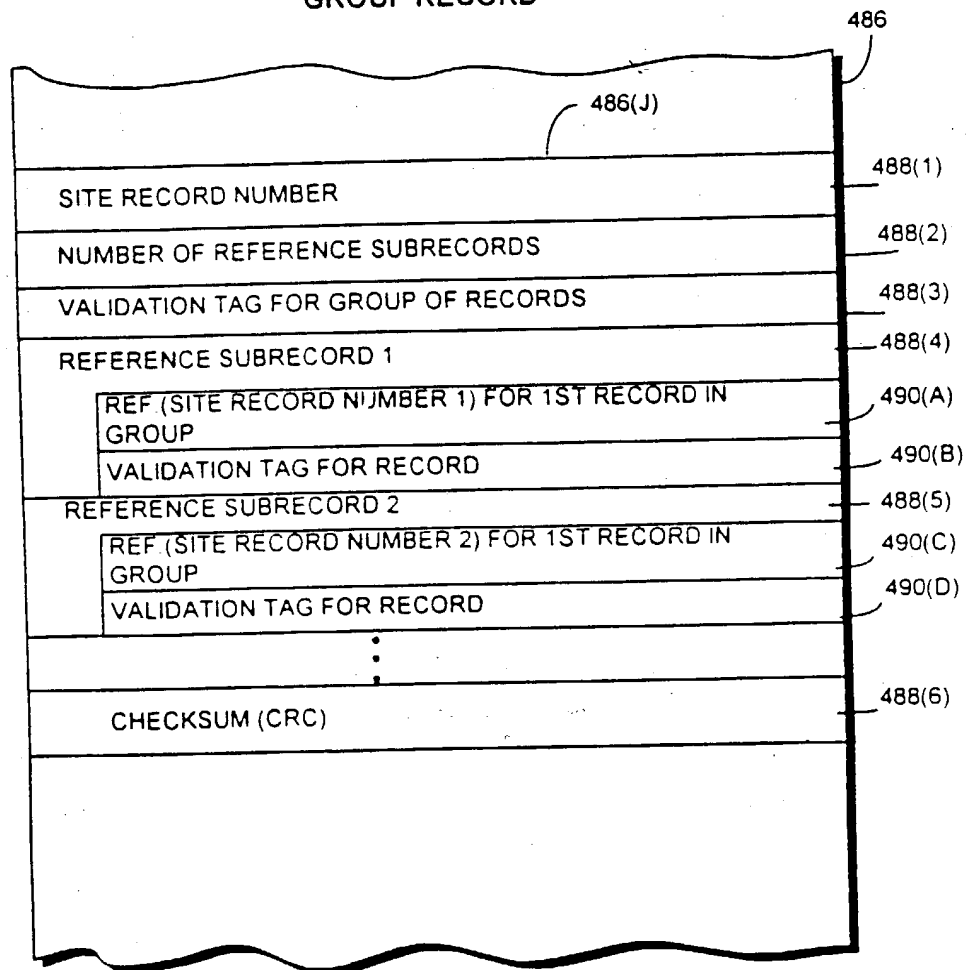 GROUP RECORD
486
486(J)
SITE RECORD NUMBER
488(1)
NUMBER OF REFERENCE SUBRECORDS
488(2)
VALIDATION TAG FOR GROUP OF RECORDS
488(3)
REFERENCE SUBRECORD 1
488(4)
REF.(SITE RECORD NUMBER 1) FOR 1ST RECORD IN
GROUP
490(A)
VALIDATION TAG FOR RECORD
490(B)
REFERENCE SUBRECORD 2
488(5)
REF.(SITE RECORD NUMBER 2) FOR 1ST RECORD IN
GROUP
490(C)
VALIDATION TAG FOR RECORD
490(D)
CHECKSUM (CRC)
488(6)